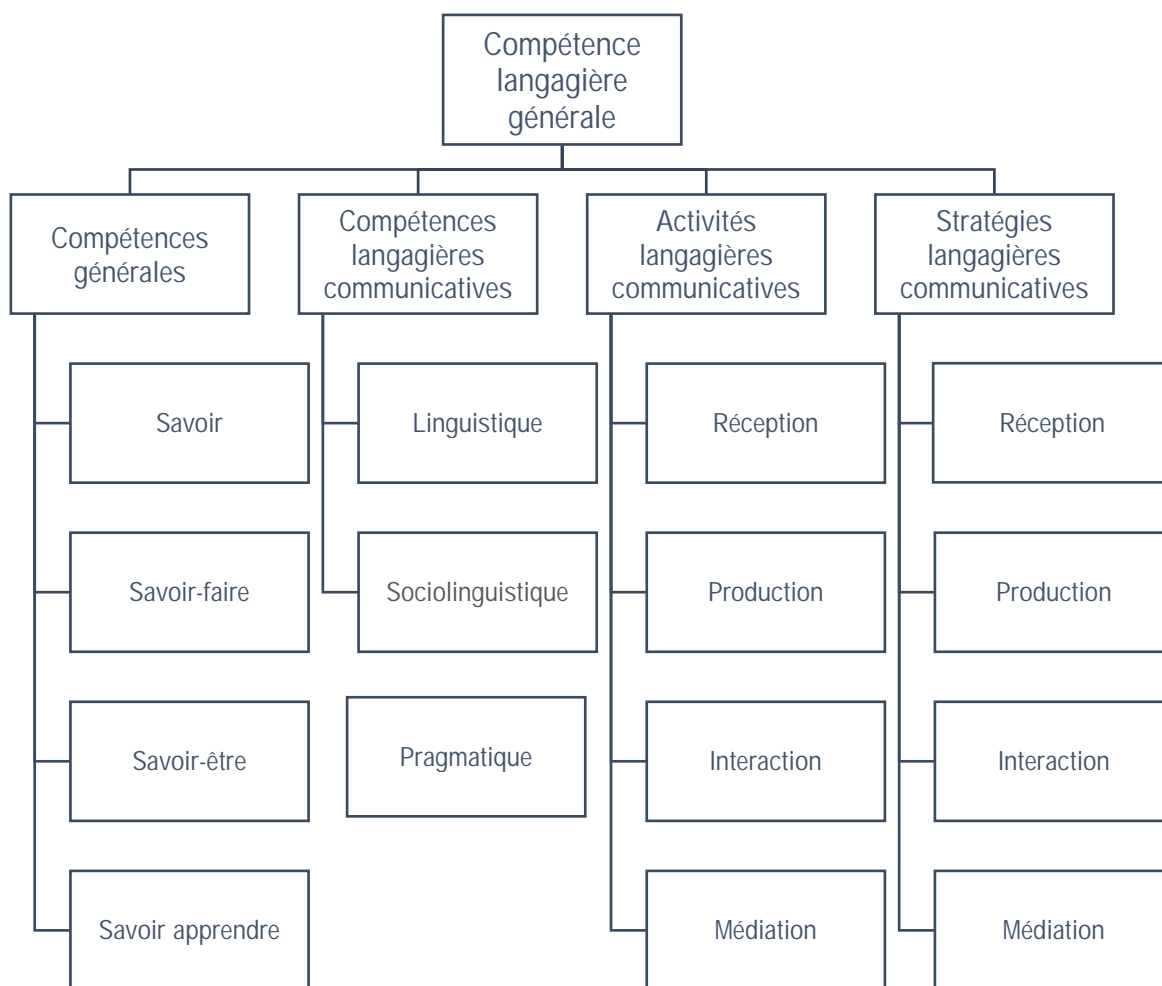 Compétence
langagière
générale
Compétences
générales
Compétences
langagières
communicatives
Activités
langagières
communicatives
Stratégies
langagières
communicatives
Savoir
Linguistique
Réception
Réception
Savoir-faire
Sociolinguistique
Production
Production
Savoir-être
Pragmatique
Interaction
Interaction
Savoir apprendre
Médiation
Médiation